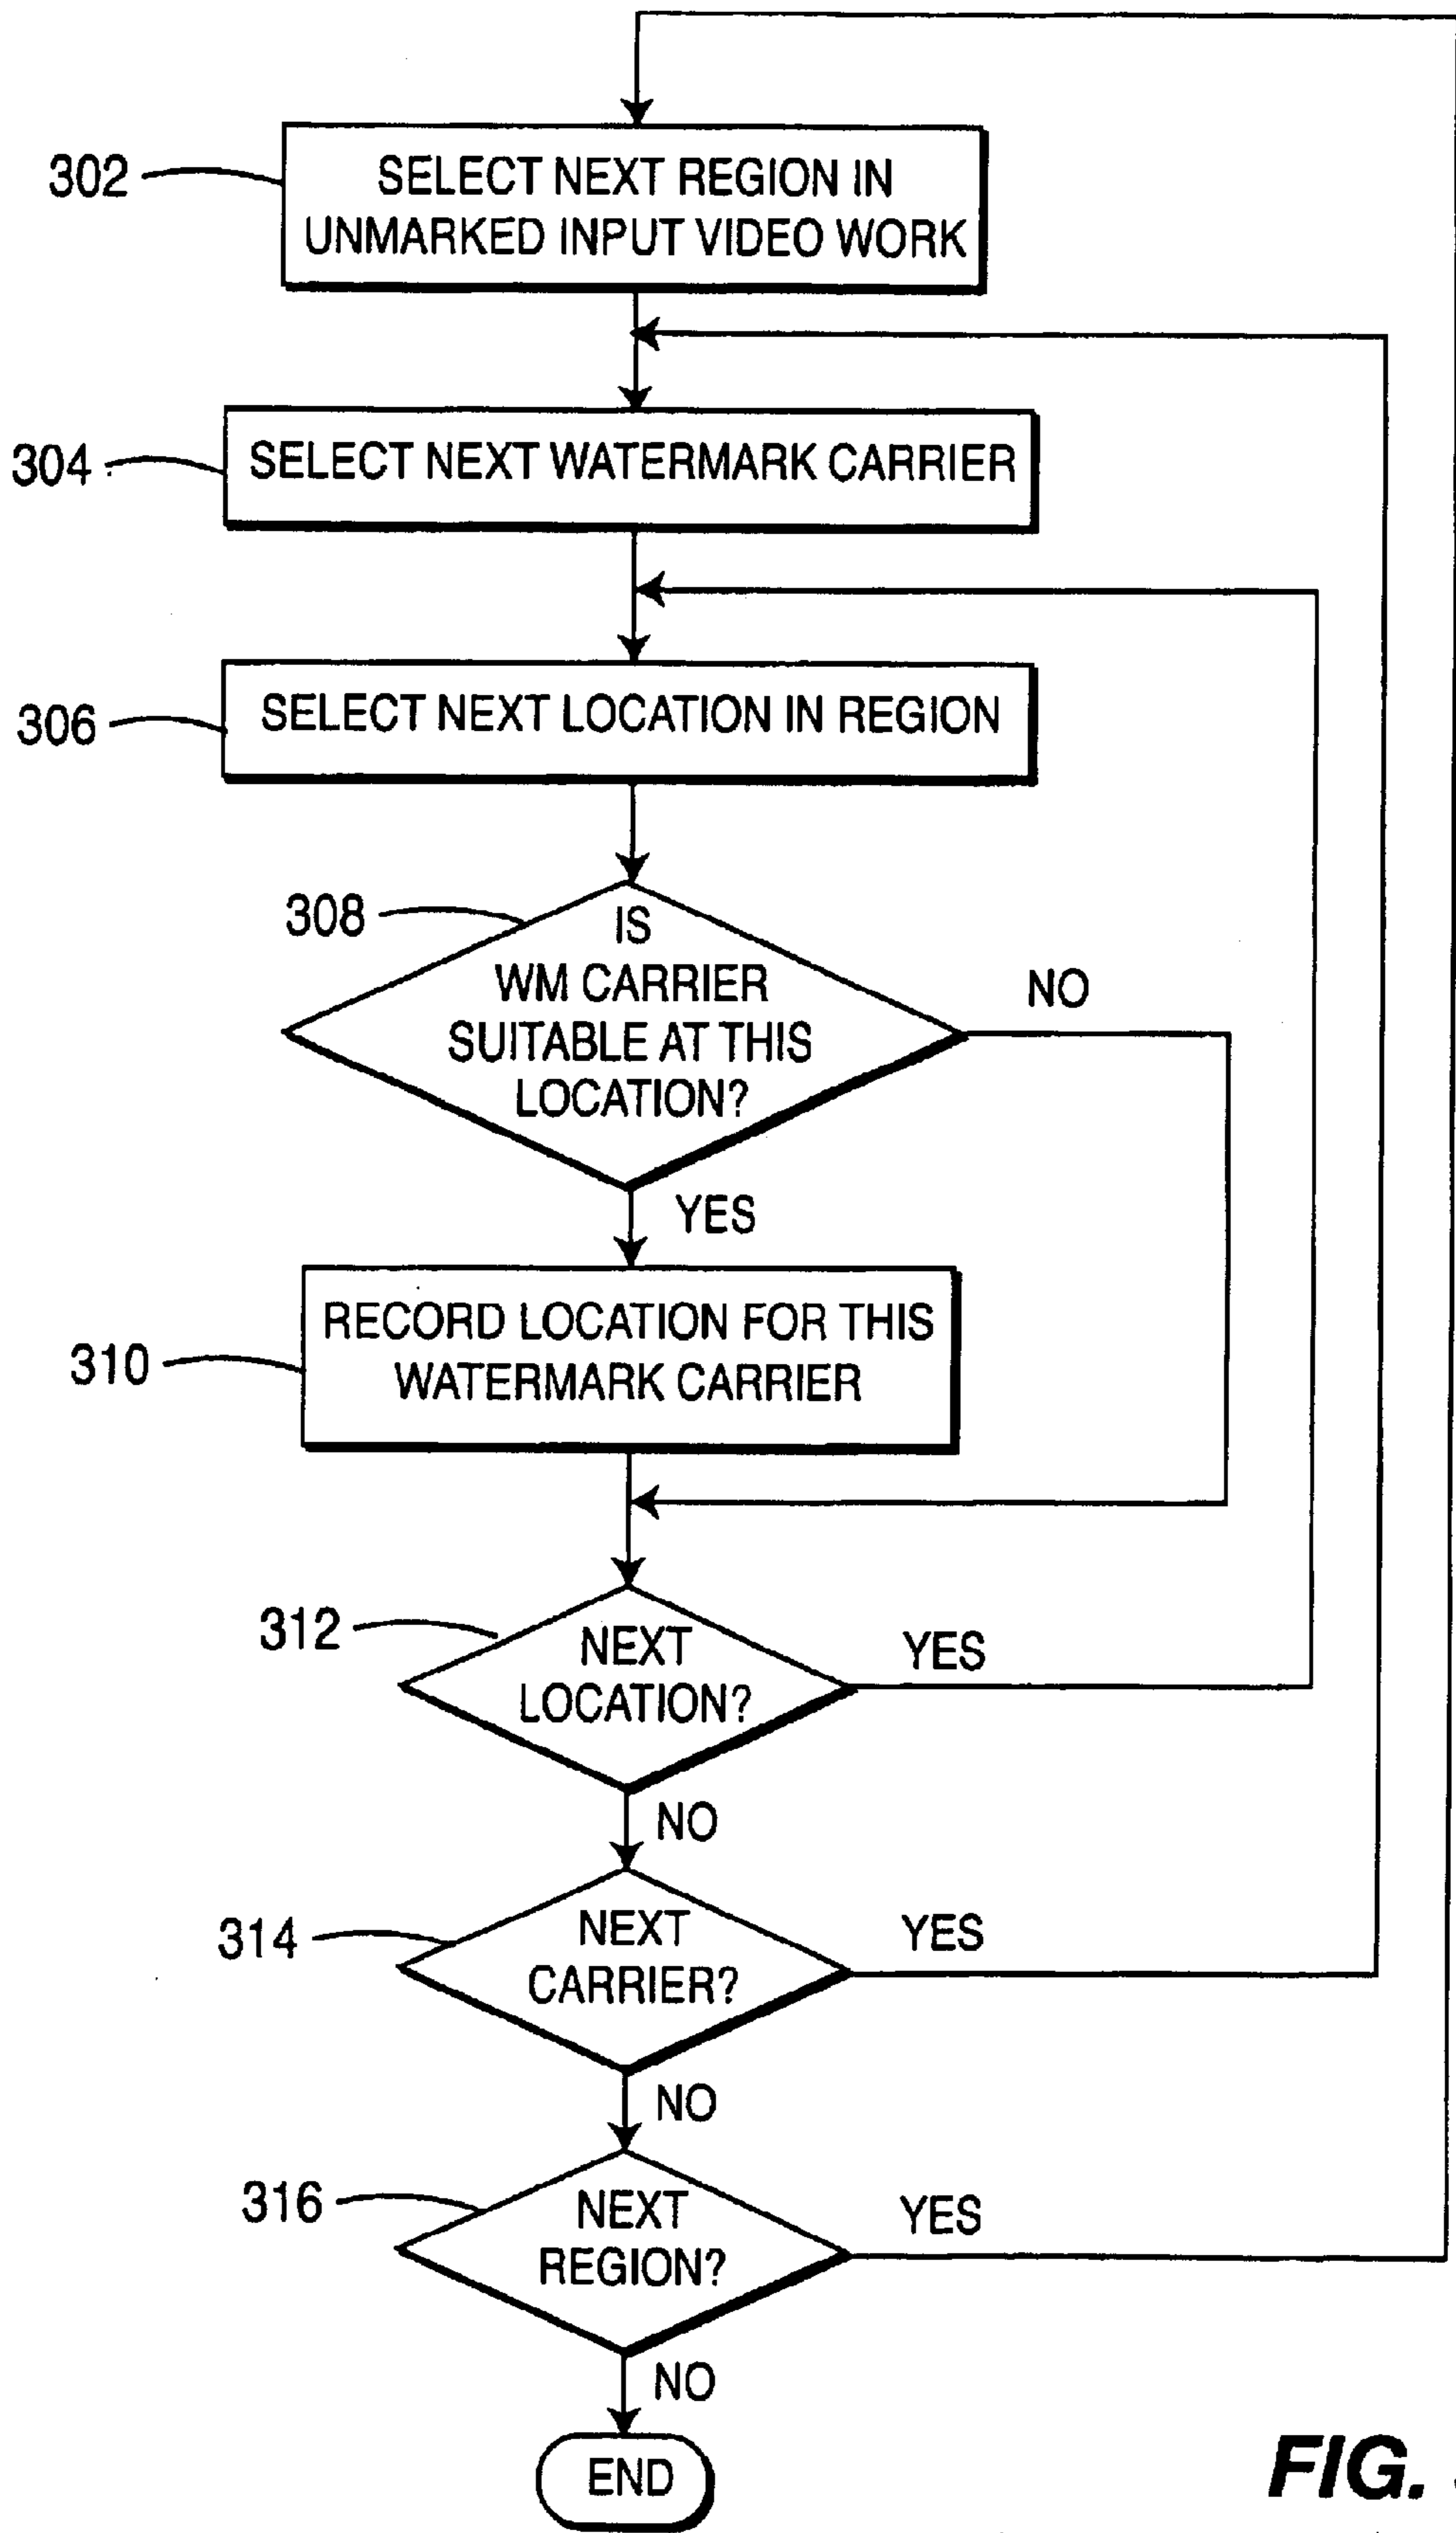 302
SELECT NEXT REGION IN
UNMARKED INPUT VIDEO WORK
304
SELECT NEXT WATERMARK CARRIER
306
SELECT NEXT LOCATION IN REGION
308
IS
WM CARRIER
SUITABLE AT THIS
LOCATION?
NO
YES
310
RECORD LOCATION FOR THIS
WATERMARK CARRIER
312
NEXT
LOCATION?
YES
NO
314
NEXT
CARRIER?
YES
NO
316
NEXT
REGION?
YES
NO
END
FIG.